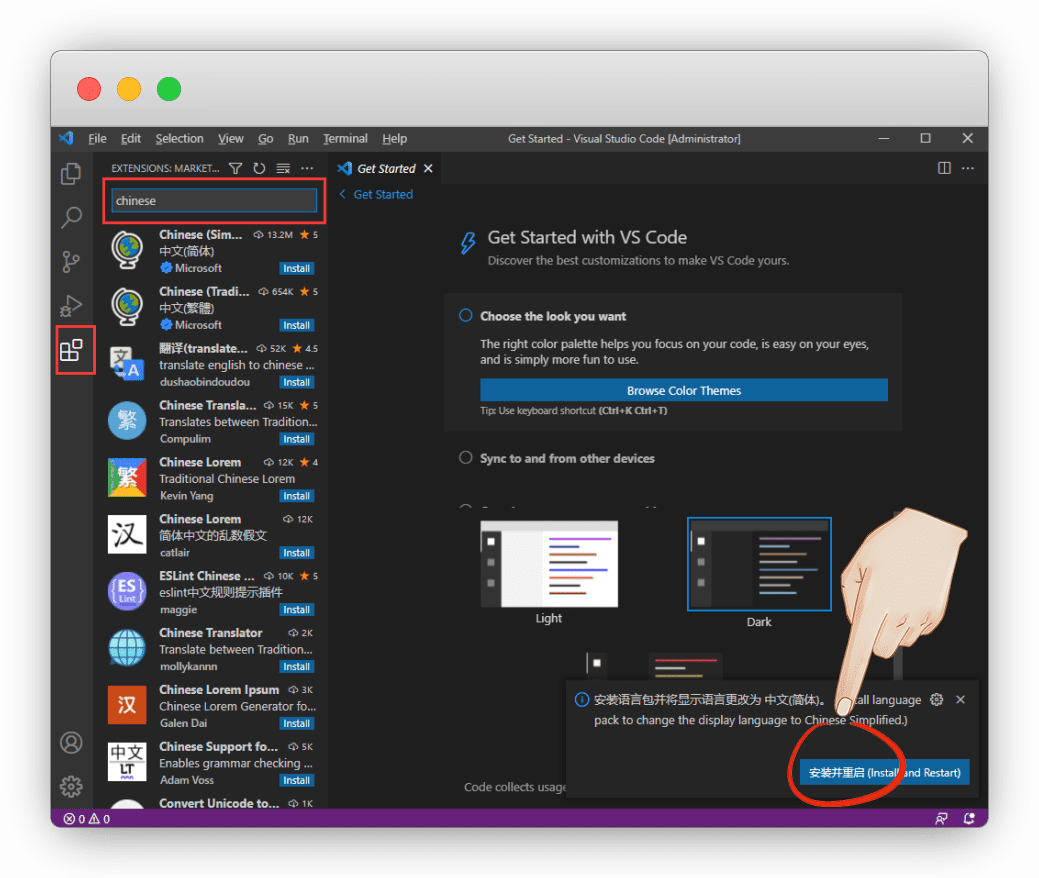 File Edit Selection View Go Run Terminal Help
Get Started - Visual Studio Code [Administrator]
EXTENSIONS: MARKET...
Get Started
chinese
Get Started
Chinese (Sim... 13.2M 5
中文(简体)
Microsoft Install
Chinese (Tradi... 654K 5
中文(繁體)
Microsoft Install
翻译(translate... 52K 4.5
translate english to chinese ...
dushaobindoudou Install
Chinese Transla... 15K 5
Translates between Tradition...
Compulim Install
Chinese Lorem 12K 4
Traditional Chinese Lorem
Kevin Yang Install
Chinese Lorem 12K
简体中文的乱数假文
catlair Install
ESLint Chinese ... 10K 5
eslint中文规则提示插件
maggie Install
Chinese Translator 2K
Translate between Tradition...
mollykannn Install
Chinese Lorem Ipsum 3K
Chinese Lorem Generator fo...
Galen Dai Install
Chinese Support fo... 5K
Enables grammar checking ...
Adam Voss Install
Convert Unicode to... 1K
文
A
繁
繁
汉
ES
Lint
汉
中文
LT
Get Started with VS Code
Discover the best customizations to make VS Code yours.
Choose the look you want
The right color palette helps you focus on your code, is easy on your eyes,
and is simply more fun to use.
Browse Color Themes
Tip: Use keyboard shortcut (Ctrl+K Ctrl+T)
Sync to and from other devices
Light
Dark
安装语言包并将显示语言更改为 中文(简体)。 language
pack to change the display language to Chinese Simplified.)
安装并重启 (Install and Restart)
Code collects usage
0 0